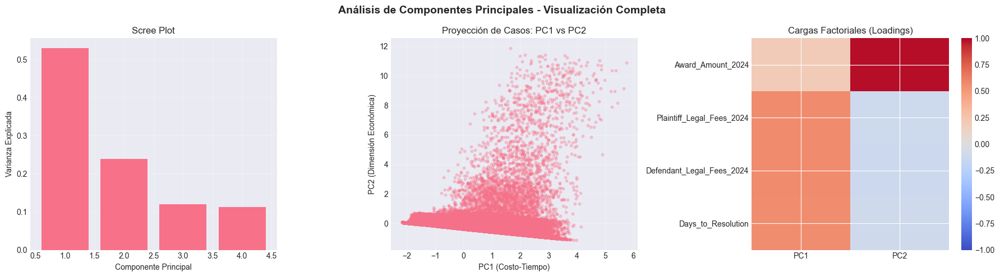 Análisis de Componentes Principales - Visualización Completa
Scree Plot
0.5
0.4
0.3
0.2
0.1
0.0
Varianza Explicada
0.5 1.0 1.5 2.0 2.5 3.0 3.5 4.0 4.5
Componente Principal
Proyección de Casos: PC1 vs PC2
12
10
8
6
4
2
0
PC2 (Dimensión Económica)
−2 −1 0 1 2 3 4 5 6
PC1 (Costo-Tiempo)
Cargas Factoriales (Loadings)
Award_Amount_2024
Plaintiff_Legal_Fees_2024
Defendant_Legal_Fees_2024
Days_to_Resolution
PC1 PC2
1.00
0.75
0.50
0.25
0.00
−0.25
−0.50
−0.75
−1.00